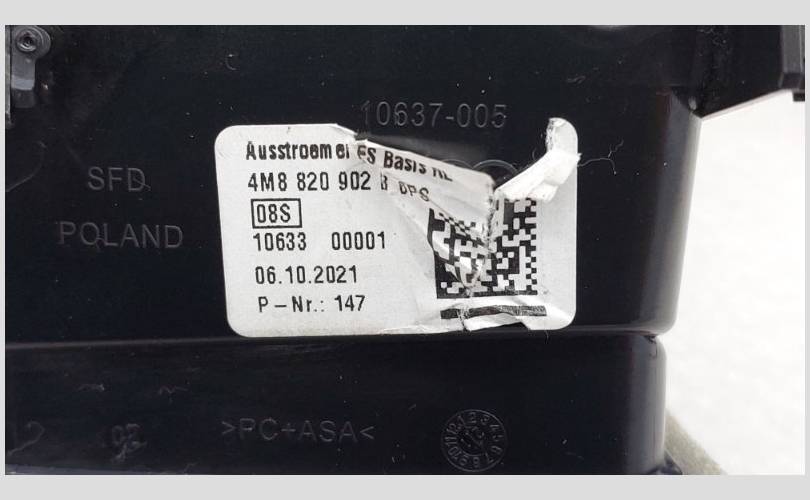 10637-005
SFD
POLAND
Ausstroemer FS Basis
4M8 820 902 6PS
08S
10633 00001
06.10.2021
P-Nr.: 147
>PC+ASA<